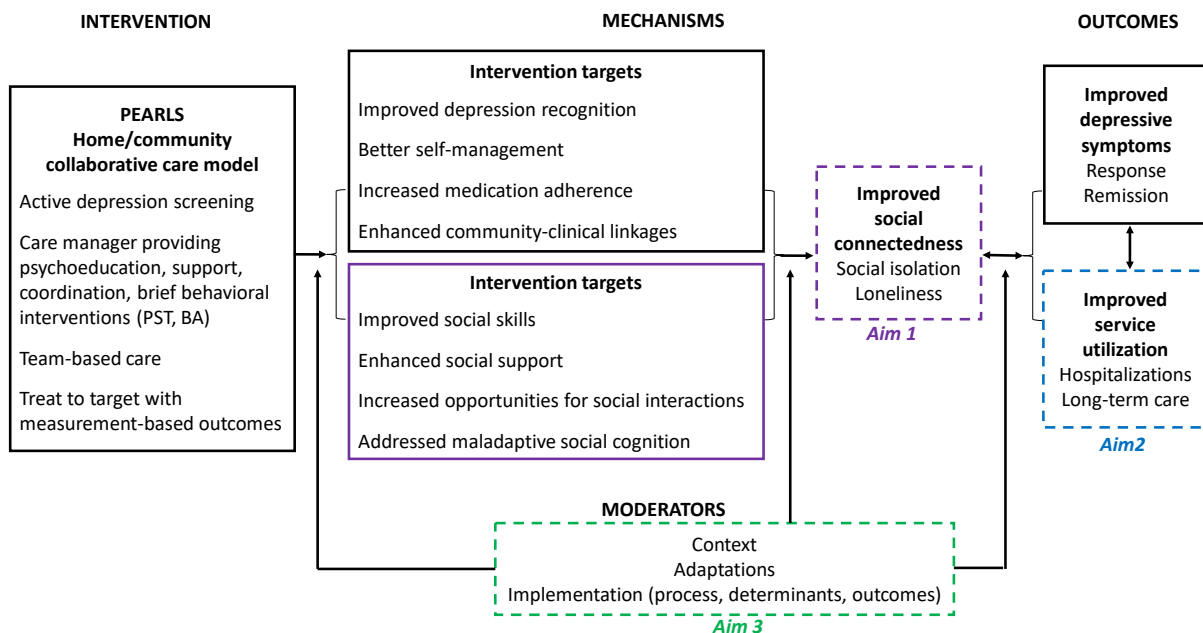 INTERVENTION
MECHANISMS
OUTCOMES
PEARLS
Home/community
collaborative care model
Active depression screening
Care manager providing
psychoeducation, support,
coordination, brief behavioral
interventions (PST, BA)
Team-based care
Treat to target with
measurement-based outcomes
Intervention targets
Improved depression recognition
Better self-management
Increased medication adherence
Enhanced community-clinical linkages
Intervention targets
Improved social skills
Enhanced social support
Increased opportunities for social interactions
Addressed maladaptive social cognition
Improved
social
connectedness
Social isolation
Loneliness
Aim 1
Improved
depressive
symptoms
Response
Remission
Improved
service
utilization
Hospitalizations
Long-term care
Aim2
MODERATORS
Context
Adaptations
Implementation (process, determinants, outcomes)
Aim 3